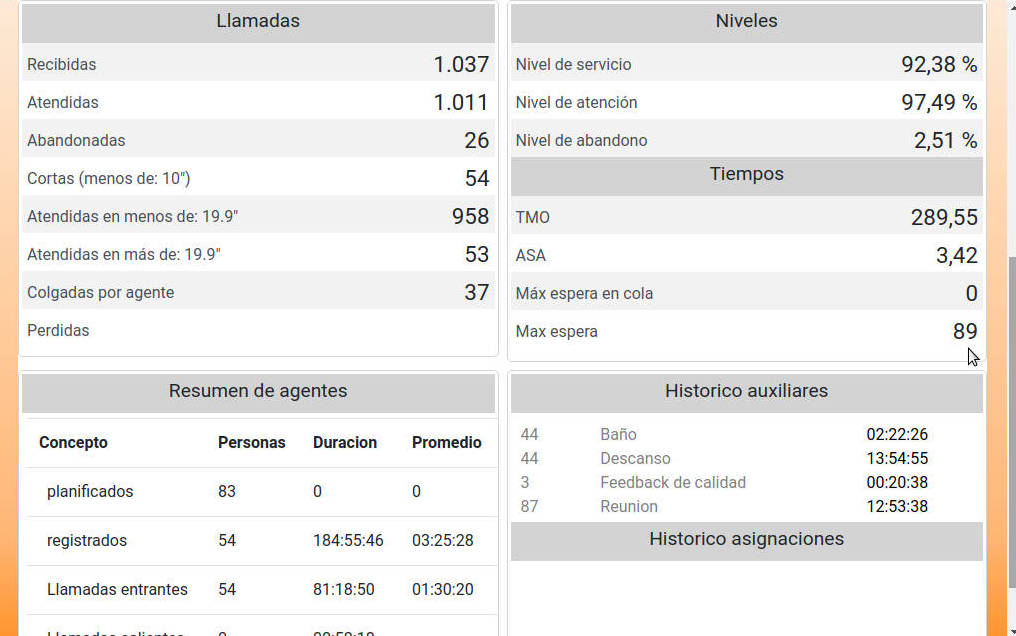 Llamadas
Recibidas 1.037
Atendidas 1.011
Abandonadas 26
Cortas (menos de: 10") 54
Atendidas en menos de: 19.9" 958
Atendidas en más de: 19.9" 53
Colgadas por agente 37
Perdidas
Niveles
Nivel de servicio 92,38 %
Nivel de atención 97,49 %
Nivel de abandono 2,51 %
Tiempos
TMO 289,55
ASA 3,42
Máx espera en cola 0
Max espera 89
Resumen de agentes
Concepto Personas Duracion Promedio
planificados 83 0 0
registrados 54 184:55:46 03:25:28
Llamadas entrantes 54 81:18:50 01:30:20
Historico auxiliares
44 Baño 02:22:26
44 Descanso 13:54:55
3 Feedback de calidad 00:20:38
87 Reunion 12:53:38
Historico asignaciones